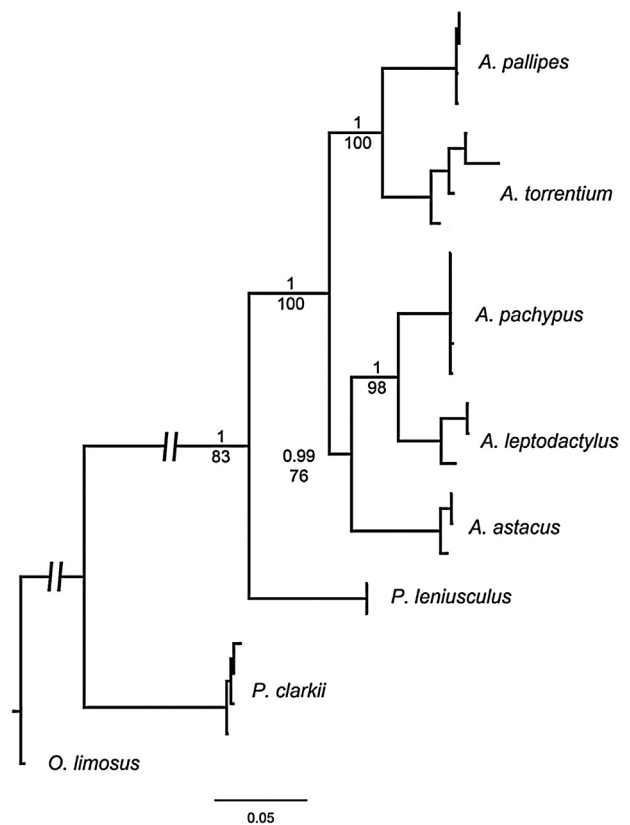 A. pallipes
1
100
A. torrentium
1
100
A. pachypus
1
98
1
83
0.99
76
A. leptodactylus
A. astacus
P. leniusculus
P. clarkii
O. limosus
0.05